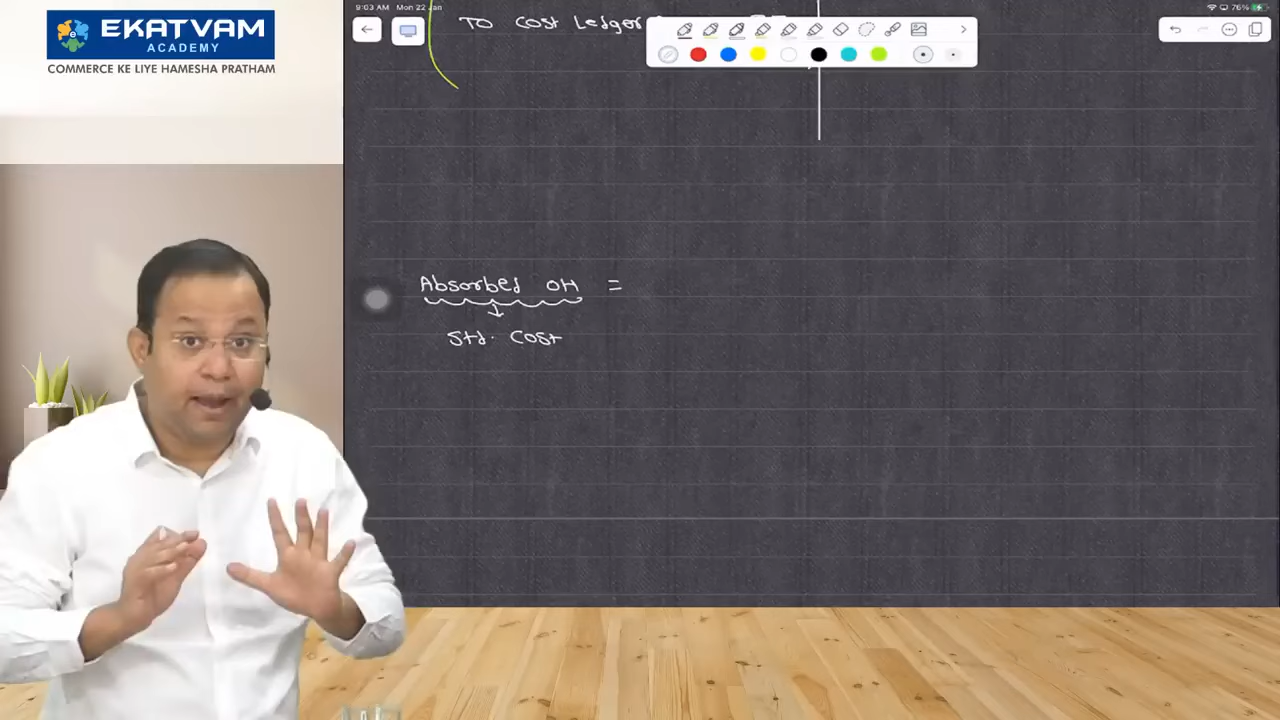 EKATVAM
ACADEMY
COMMERCE KE LIYE HAMESHA PRATHAM
9:03 AM Mon 22 Jan
76%
TO Cost Ledger
Absorbed OH =
Std. Cost